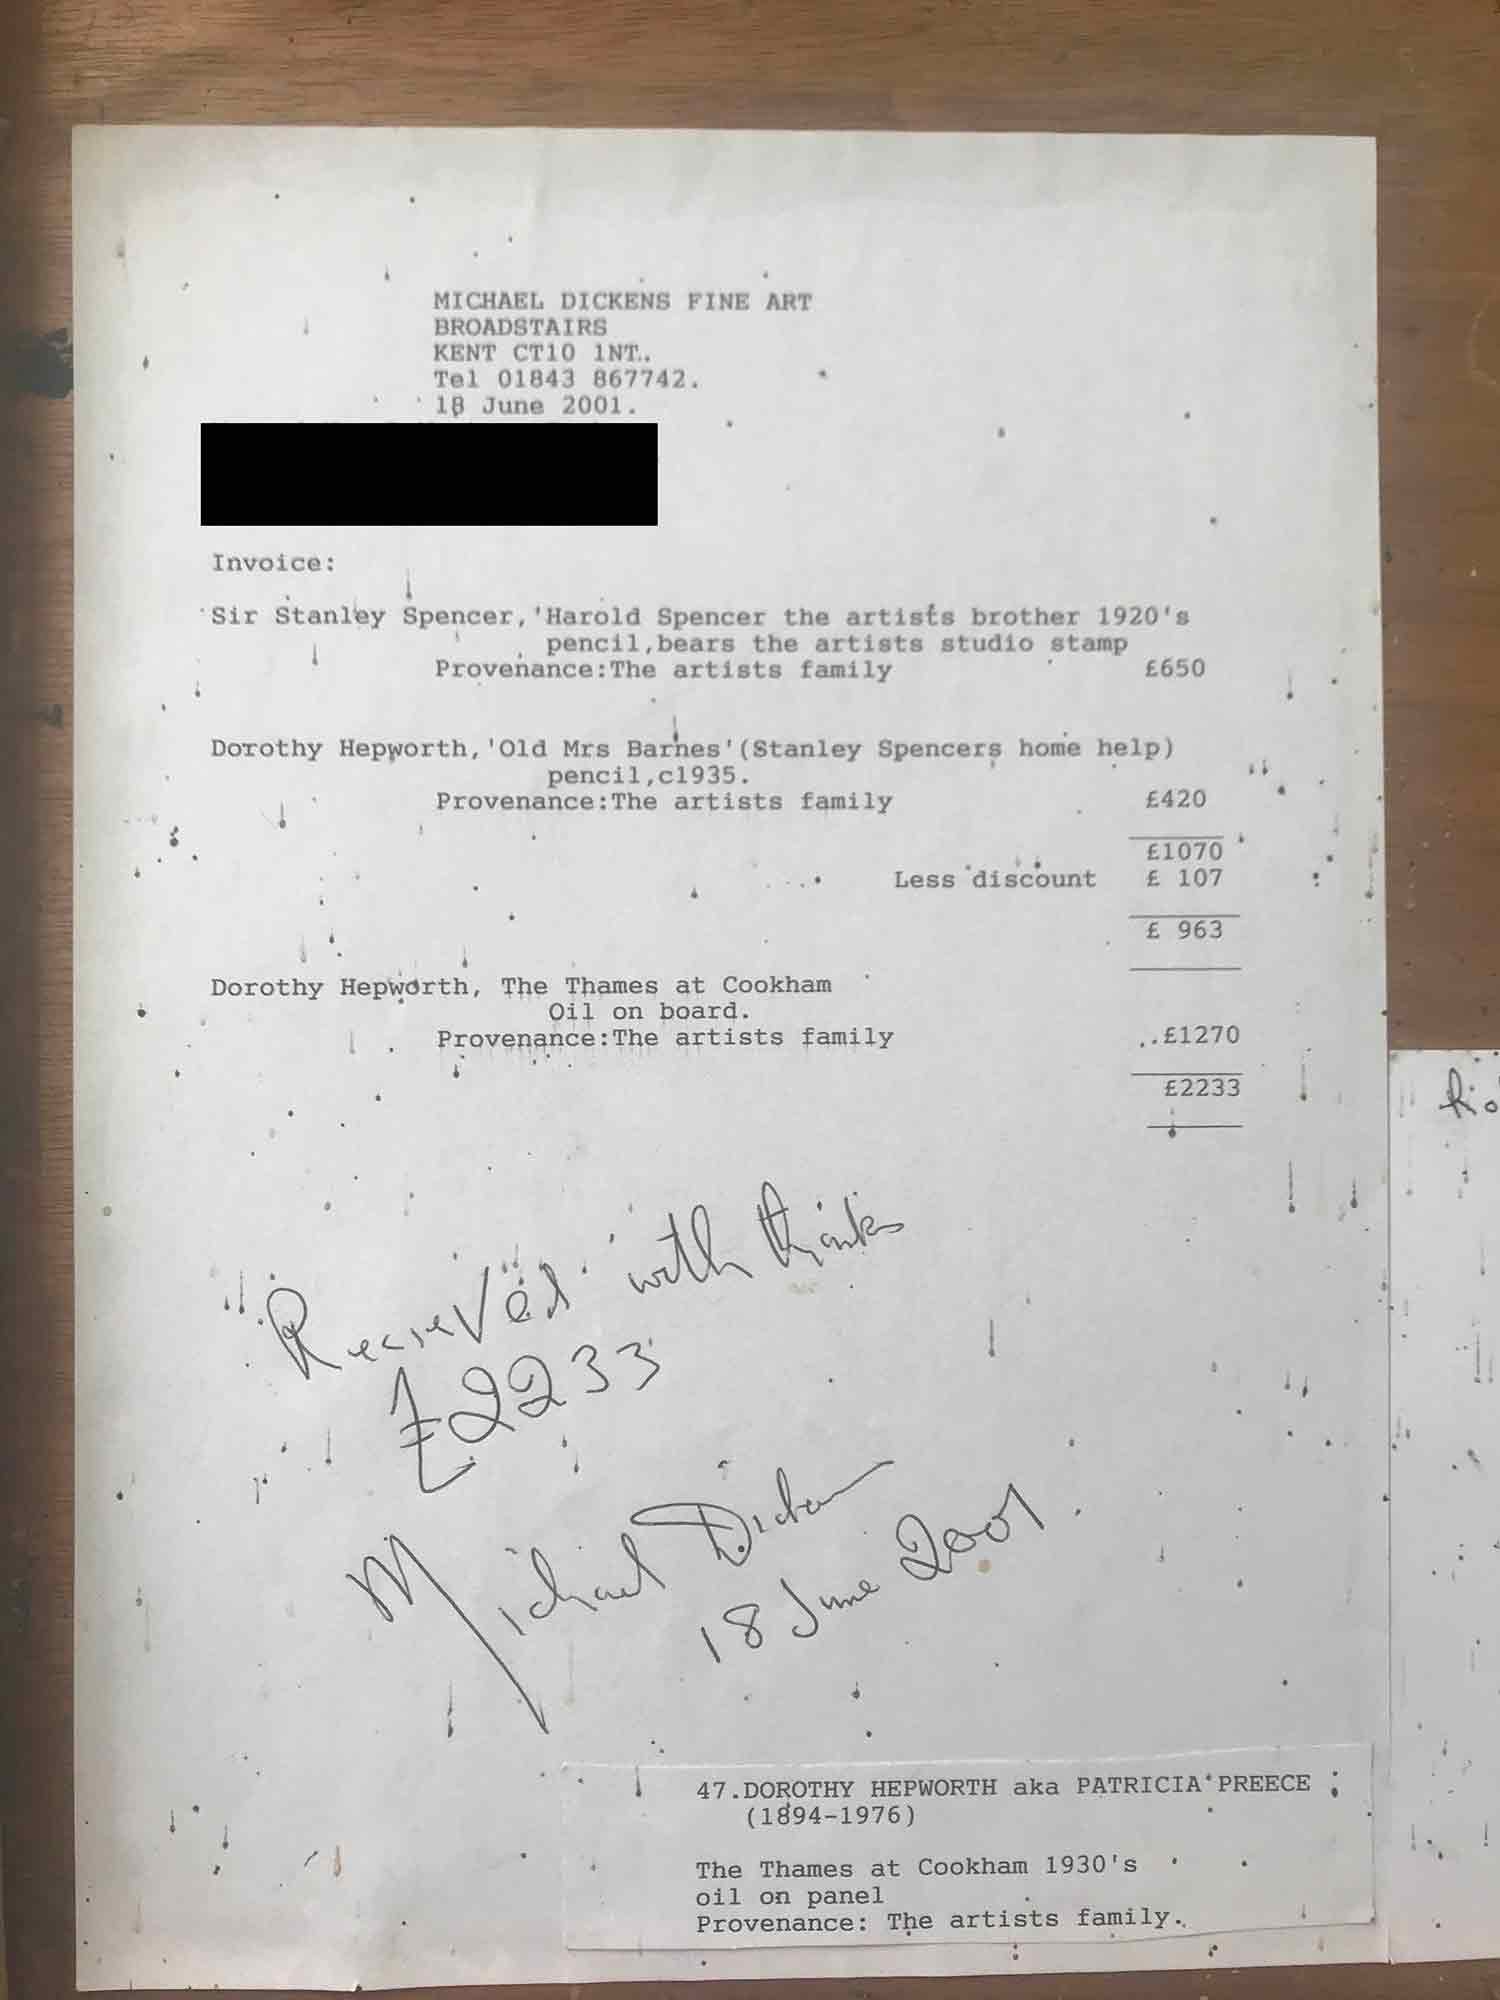 MICHAEL DICKENS FINE ART
BROADSTAIRS
KENT CT10 1NT..
Tel 01843 867742.
18 June 2001.
Invoice:
Sir Stanley Spencer,'Harold Spencer the artists brother 1920's
pencil,bears the artists studio stamp
Provenance:The artists family £650
Dorothy Hepworth,'Old Mrs Barnes'(Stanley Spencers home help)
pencil,c1935.
Provenance:The artists family £420
£1070
Less discount £ 107
£ 963
Dorothy Hepworth, The Thames at Cookham
Oil on board.
Provenance:The artists family ..£1270
£2233
Received with thanks
£2233
Michael Dickens
18 June 2001.
47.DOROTHY HEPWORTH aka PATRICIA PREECE
(1894-1976)
The Thames at Cookham 1930's
oil on panel
Provenance: The artists family.